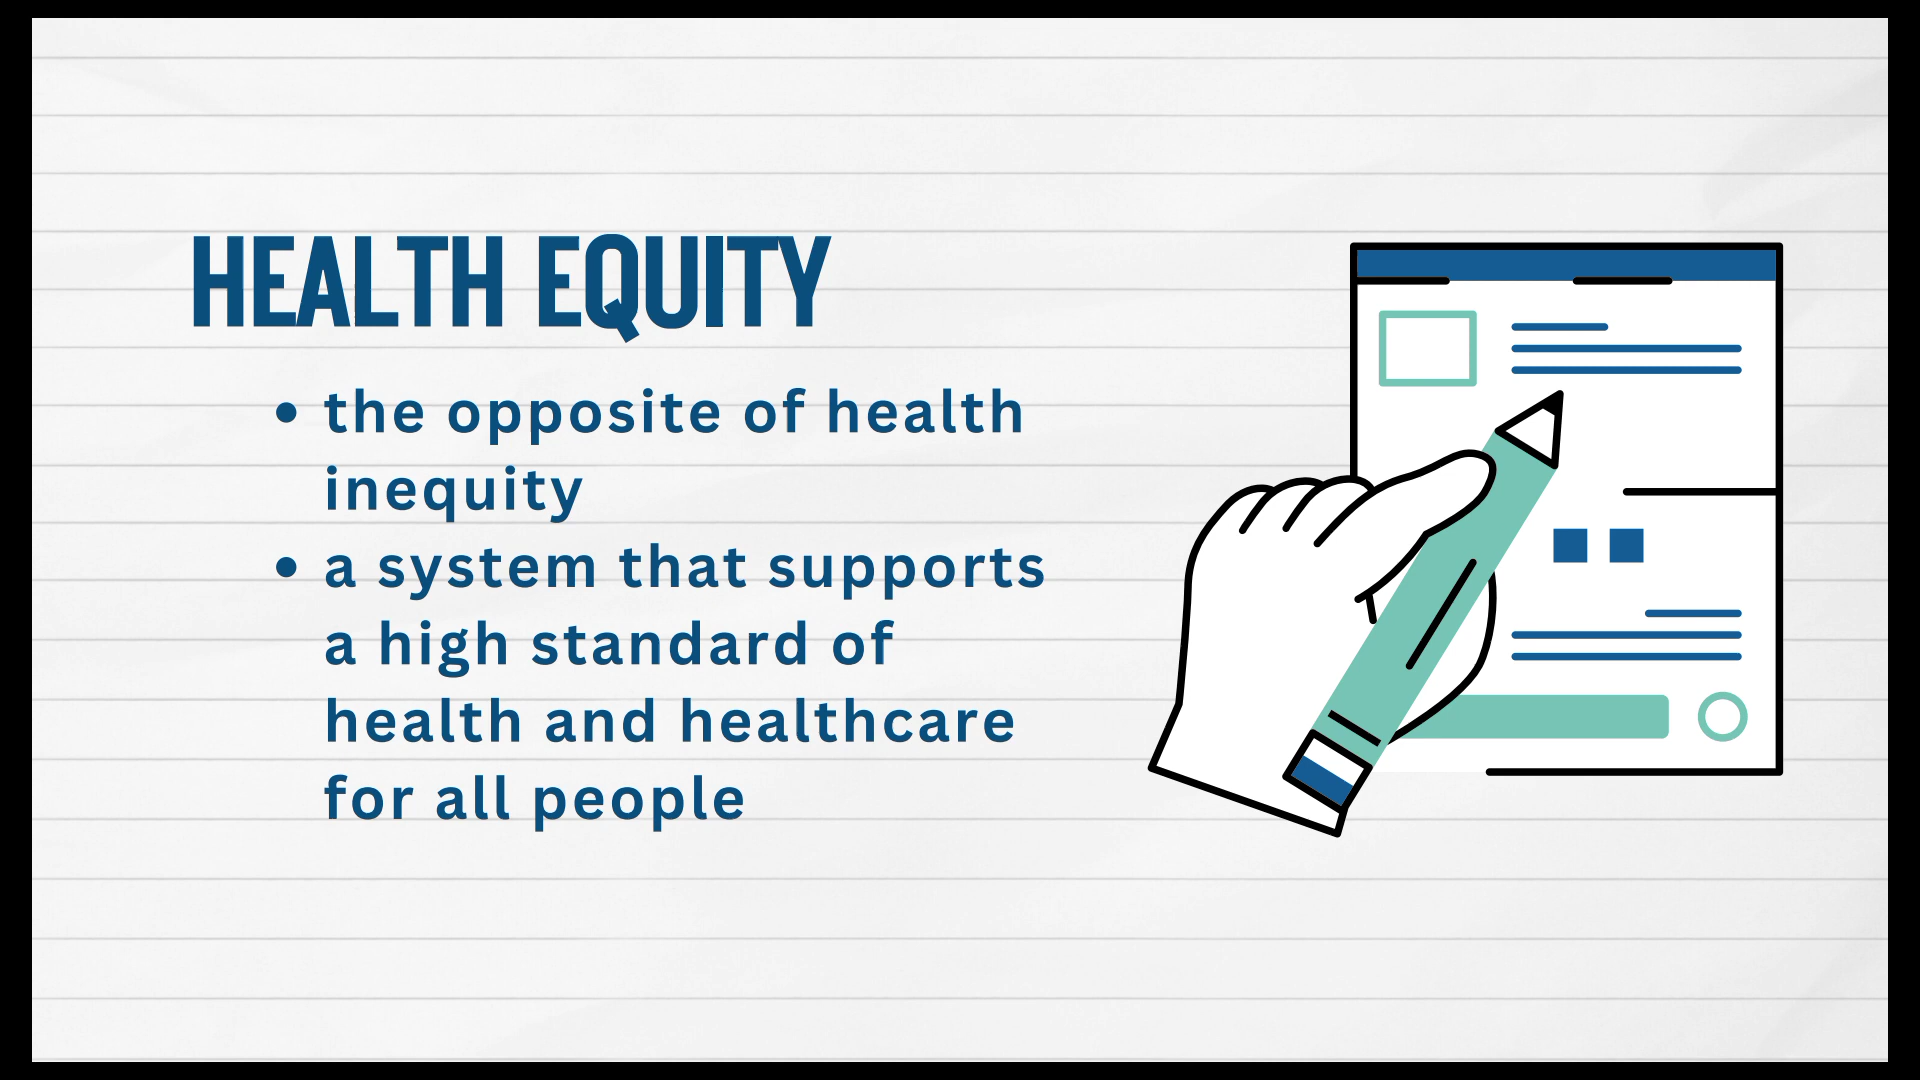 HEALTH EQUITY
• the opposite of health
inequity
• a system that supports
a high standard of
health and healthcare
for all people